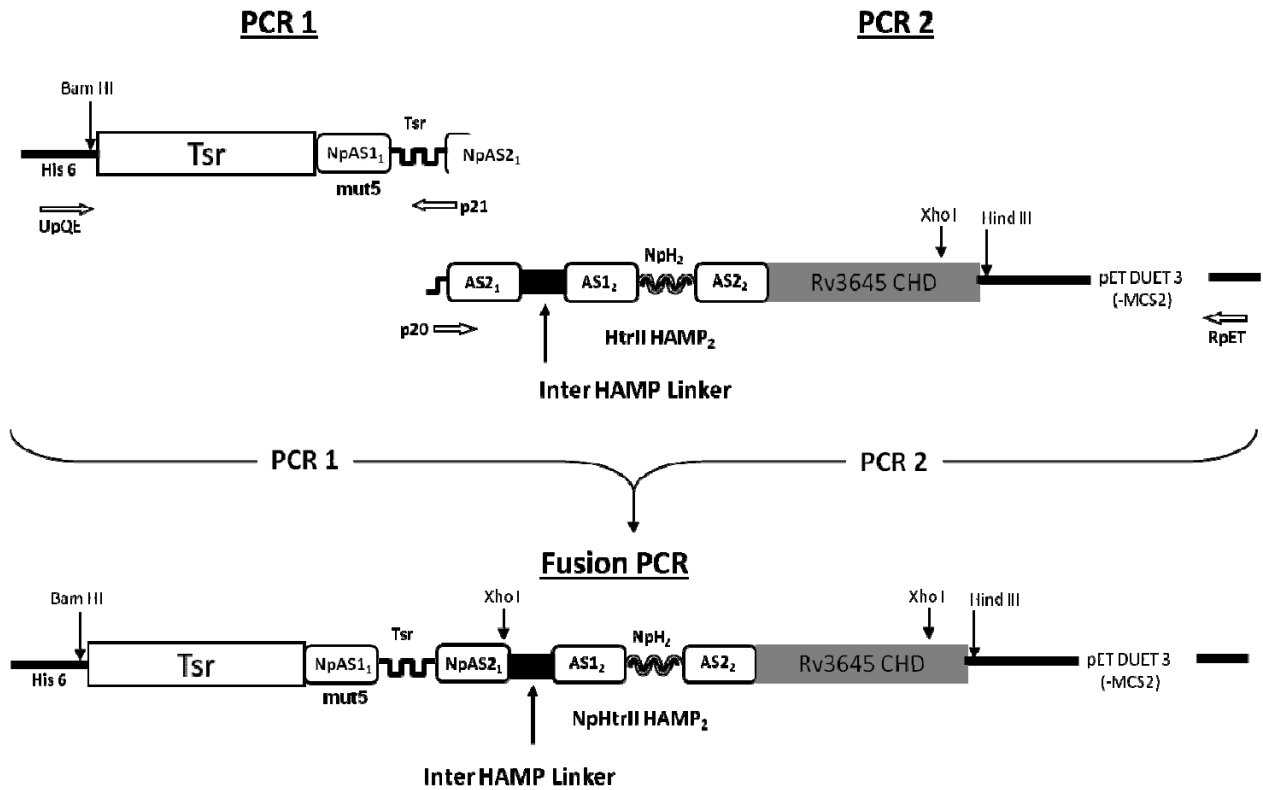 PCR 1
PCR 2
Bam HI
Tsr
Tsr
NpAS1₁
NpAS2₁
His 6
mut5
UpQE
p21
Xho I
Hind III
NpH₂
AS2₁
AS1₂
AS2₂
Rv3645 CHD
pET DUET 3
(-MCS2)
p20
HtrII HAMP₂
RpET
Inter HAMP Linker
PCR 1
PCR 2
Fusion PCR
Bam HI
Xho I
Xho I
Hind III
Tsr
NpH₂
Tsr
NpAS1₁
NpAS2₁
AS1₂
AS2₂
Rv3645 CHD
pET DUET 3
(-MCS2)
His 6
mut5
NpHtrII HAMP₂
Inter HAMP Linker